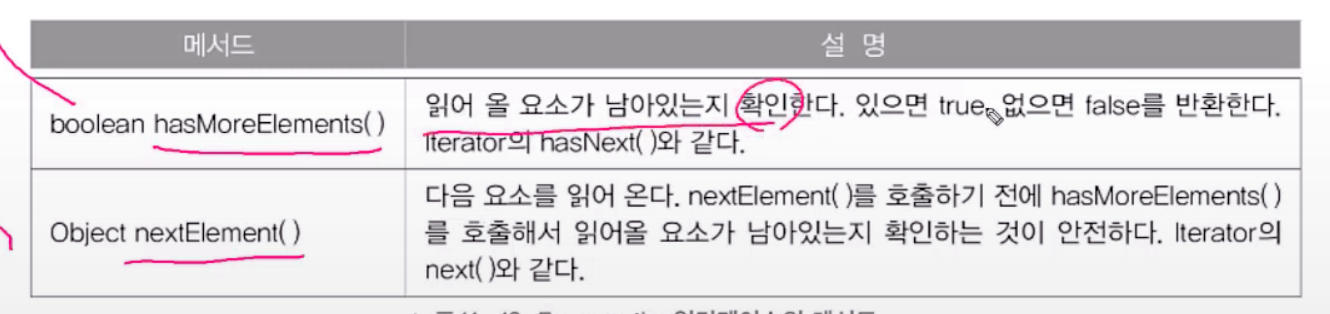 메서드 설 명
boolean hasMoreElements()
읽어 올 요소가 남아있는지 확인한다. 있으면 true, 없으면 false를 반환한다.
Iterator의 hasNext()와 같다.
Object nextElement()
다음 요소를 읽어 온다. nextElement()를 호출하기 전에 hasMoreElements()
를 호출해서 읽어올 요소가 남아있는지 확인하는 것이 안전하다. Iterator의
next()와 같다.